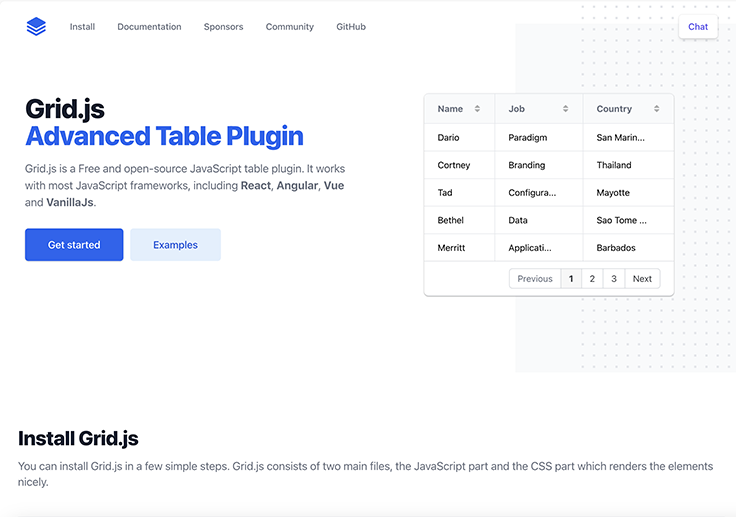 Install Documentation Sponsors Community GitHub Chat
Grid.js
Advanced Table Plugin
Grid.js is a Free and open-source JavaScript table plugin. It works
with most JavaScript frameworks, including React, Angular, Vue
and VanillaJs.
Get started Examples
Name Job Country
Dario Paradigm San Marin...
Cortney Branding Thailand
Tad Configura... Mayotte
Bethel Data Sao Tome ...
Merritt Applicati... Barbados
Previous 1 2 3 Next
Install Grid.js
You can install Grid.js in a few simple steps. Grid.js consists of two main files, the JavaScript part and the CSS part which renders the elements
nicely.